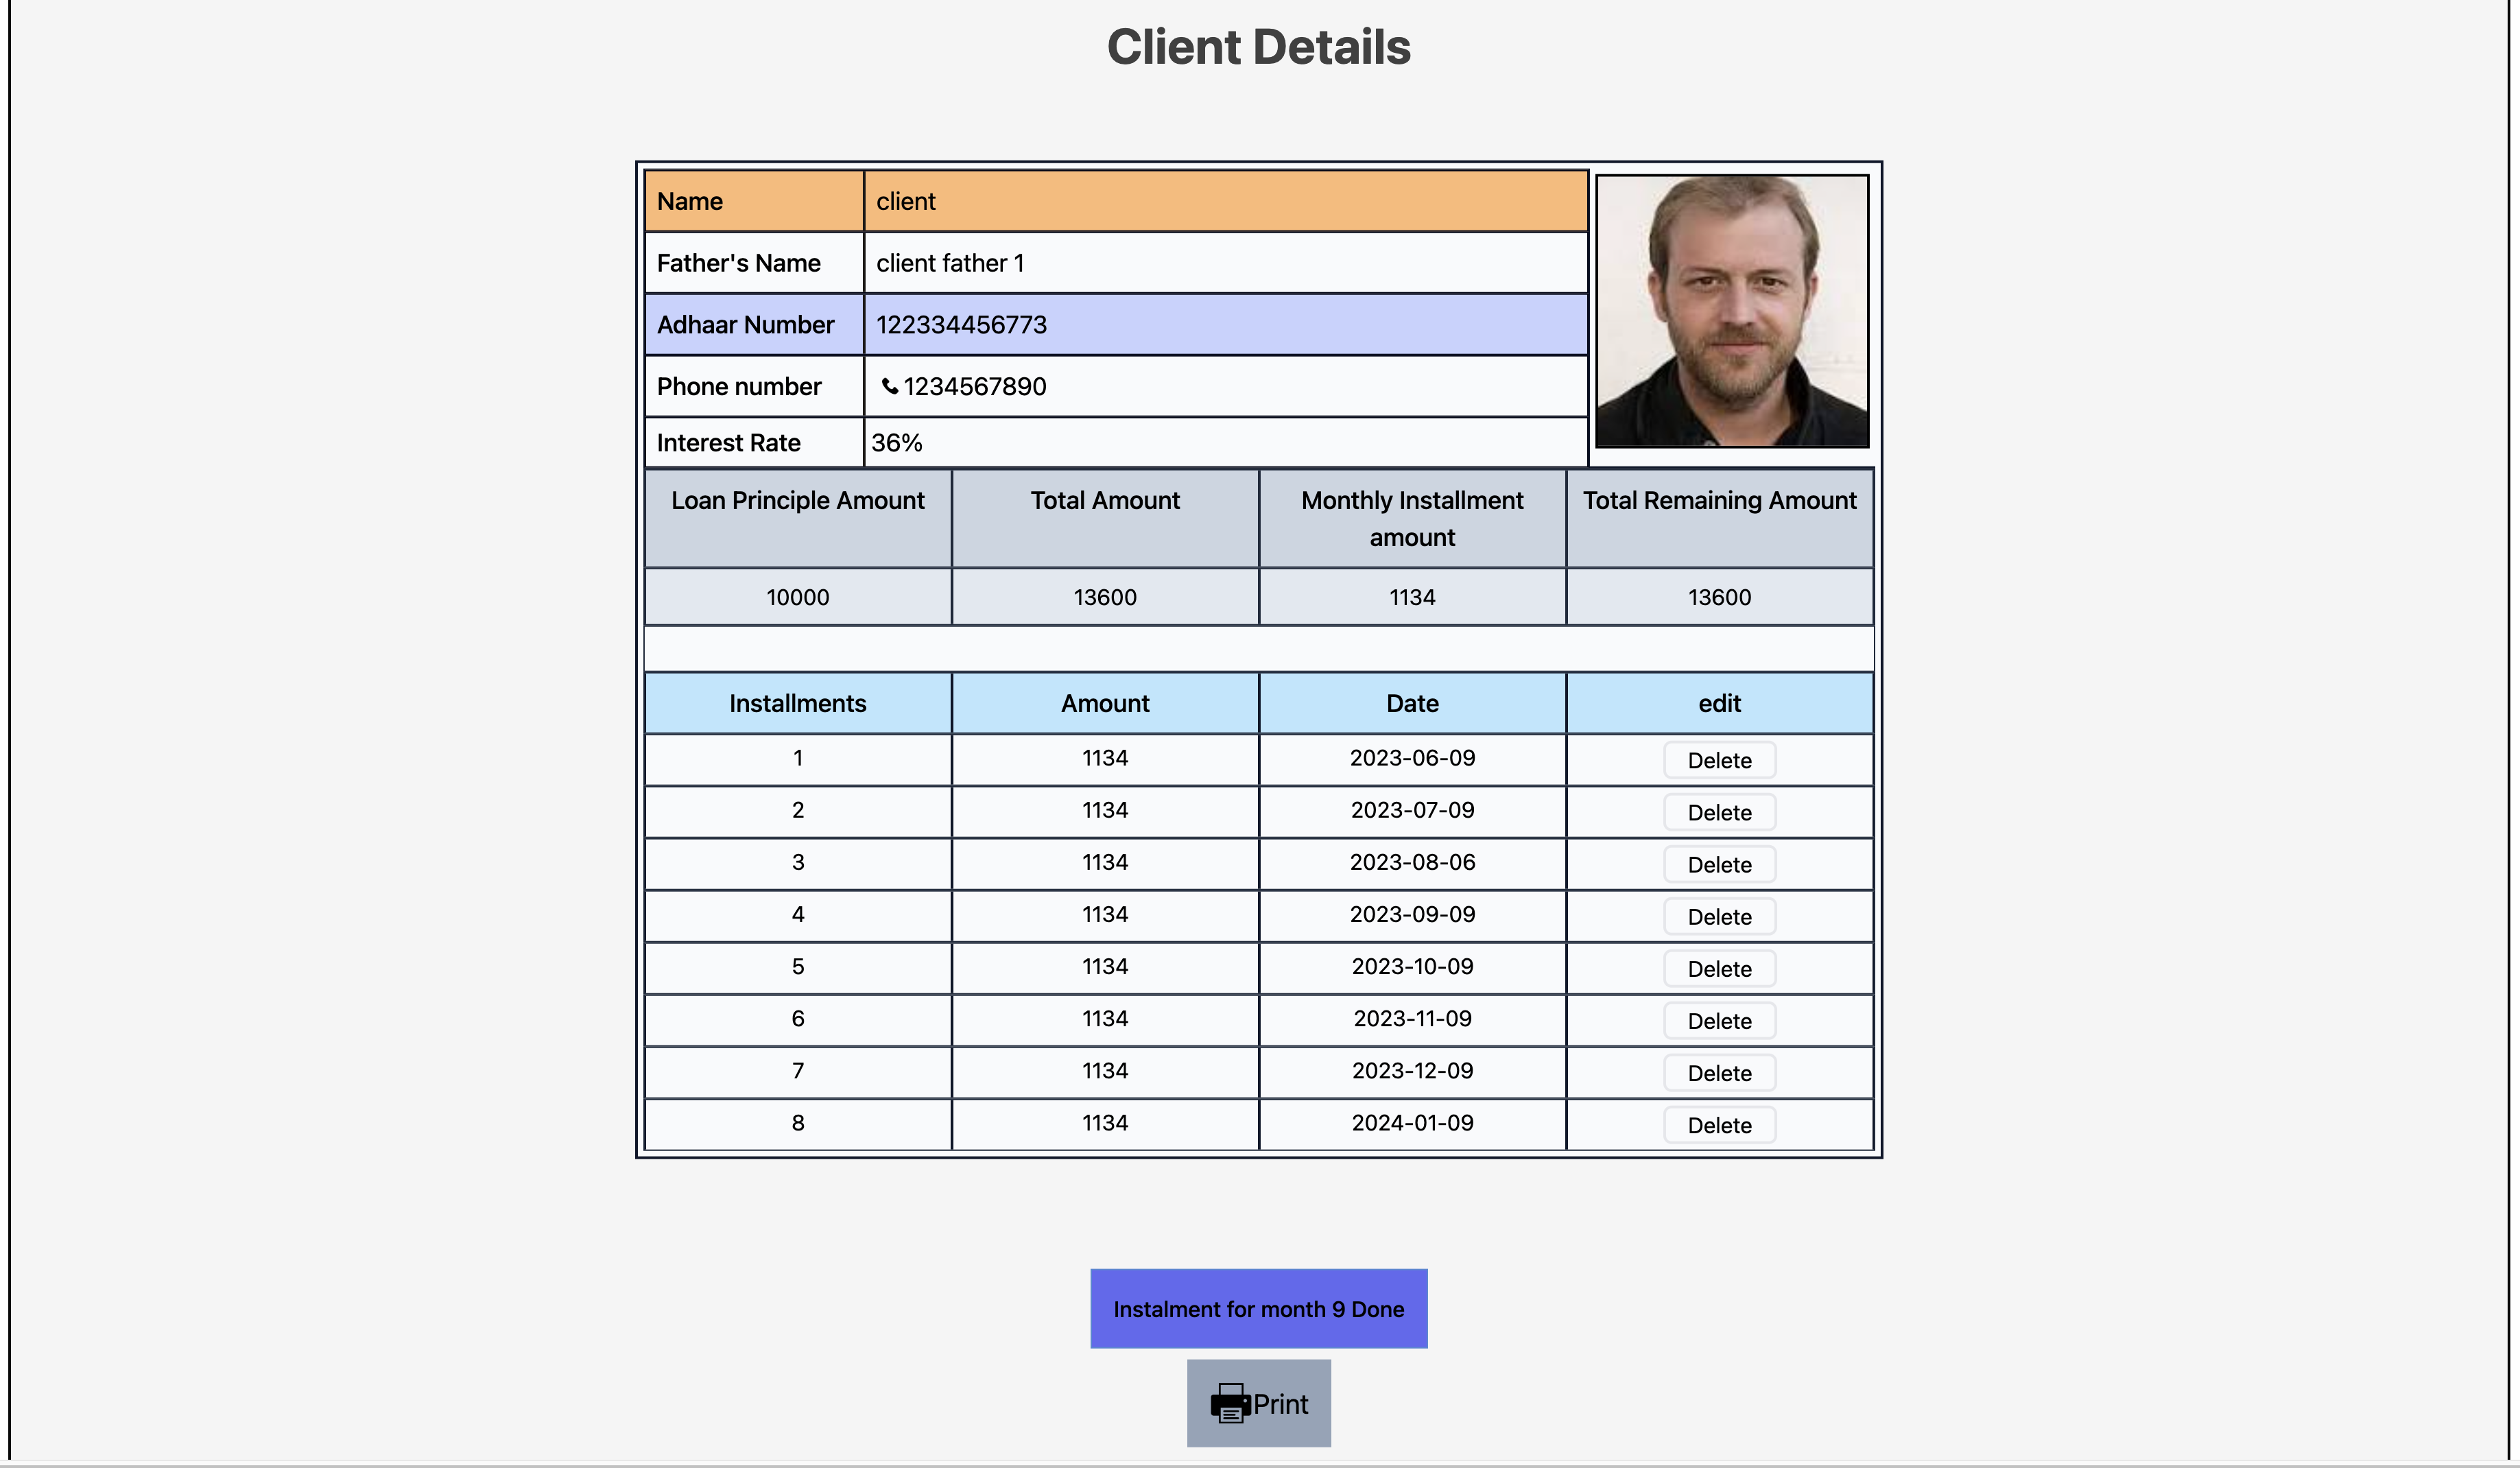 Client Details
Name client
Father's Name client father 1
Adhaar Number 122334456773
Phone number 1234567890
Interest Rate 36%
Loan Principle Amount Total Amount Monthly Installment amount Total Remaining Amount
10000 13600 1134 13600
Installments Amount Date edit
1 1134 2023-06-09 Delete
2 1134 2023-07-09 Delete
3 1134 2023-08-06 Delete
4 1134 2023-09-09 Delete
5 1134 2023-10-09 Delete
6 1134 2023-11-09 Delete
7 1134 2023-12-09 Delete
8 1134 2024-01-09 Delete
Instalment for month 9 Done
Print